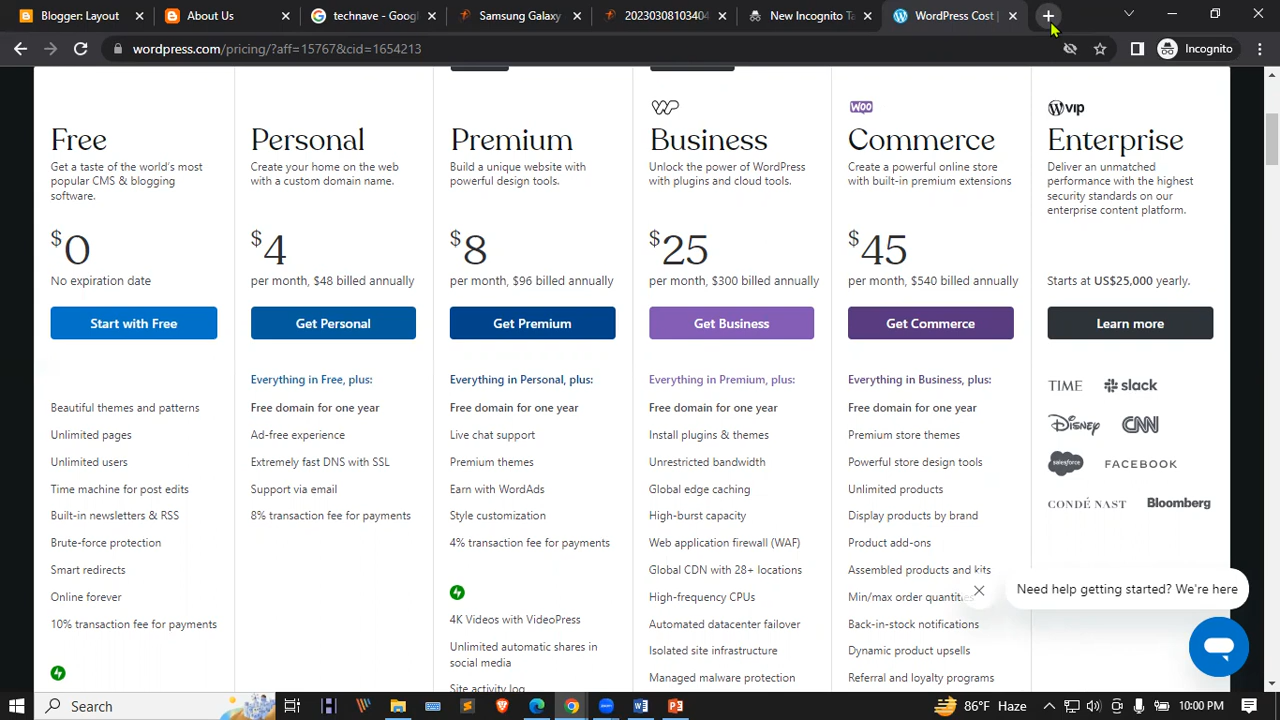 Blogger: Layout
About Us
technave - Googl
Samsung Galaxy
20230308103404
New Incognito Ta
WordPress Cost |
wordpress.com/pricing/?aff=15767&cid=1654213
Incognito
Free
Get a taste of the world's most
popular CMS & blogging
software.
$0
No expiration date
Start with Free
Beautiful themes and patterns
Unlimited pages
Unlimited users
Time machine for post edits
Built-in newsletters & RSS
Brute-force protection
Smart redirects
Online forever
10% transaction fee for payments
Personal
Create your home on the web
with a custom domain name.
$4
per month, $48 billed annually
Get Personal
Everything in Free, plus:
Free domain for one year
Ad-free experience
Extremely fast DNS with SSL
Support via email
8% transaction fee for payments
Premium
Build a unique website with
powerful design tools.
$8
per month, $96 billed annually
Get Premium
Everything in Personal, plus:
Free domain for one year
Live chat support
Premium themes
Earn with WordAds
Style customization
4% transaction fee for payments
4K Videos with VideoPress
Unlimited automatic shares in
social media
Site activity log
Business
Unlock the power of WordPress
with plugins and cloud tools.
$25
per month, $300 billed annually
Get Business
Everything in Premium, plus:
Free domain for one year
Install plugins & themes
Unrestricted bandwidth
Global edge caching
High-burst capacity
Web application firewall (WAF)
Global CDN with 28+ locations
High-frequency CPUs
Automated datacenter failover
Isolated site infrastructure
Managed malware protection
WOO
Commerce
Create a powerful online store
with built-in premium extensions
$45
per month, $540 billed annually
Get Commerce
Everything in Business, plus:
Free domain for one year
Premium store themes
Powerful store design tools
Unlimited products
Display products by brand
Product add-ons
Assembled products and kits
Min/max order quantities
Back-in-stock notifications
Dynamic product upsells
Referral and loyalty programs
vip
Enterprise
Deliver an unmatched
performance with the highest
security standards on our
enterprise content platform.
Starts at US$25,000 yearly.
Learn more
TIME
slack
Disney
CNN
salesforce
FACEBOOK
CONDÉ NAST
Bloomberg
Need help getting started? We're here
Search
86°F Haze
10:00 PM